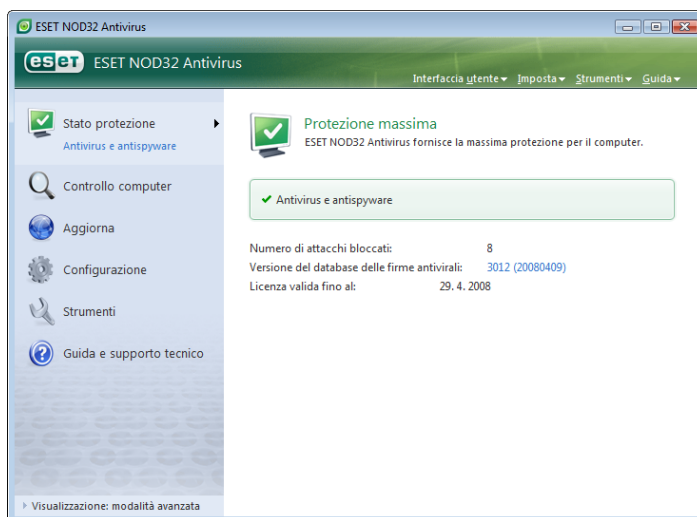 ESET NOD32 Antivirus
eset ESET NOD32 Antivirus
Interfaccia utente Imposta Strumenti Guida
Stato protezione
Antivirus e antispyware
Controllo computer
Aggiorna
Configurazione
Strumenti
Guida e supporto tecnico
Visualizzazione: modalità avanzata
Protezione massima
ESET NOD32 Antivirus fornisce la massima protezione per il computer.
Antivirus e antispyware
Numero di attacchi bloccati: 8
Versione del database delle firme antivirali: 3012 (20080409)
Licenza valida fino al: 29. 4. 2008